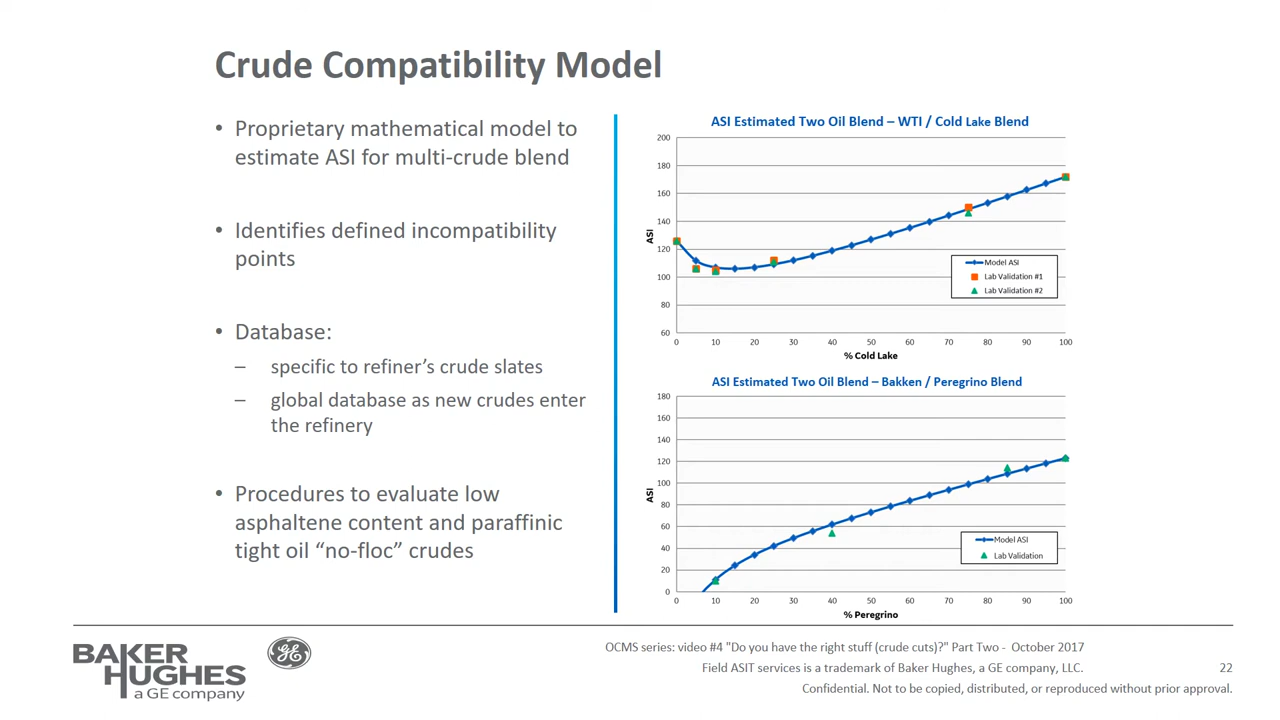 Crude Compatibility Model
• Proprietary mathematical model to
estimate ASI for multi-crude blend
• Identifies defined incompatibility
points
• Database:
– specific to refiner’s crude slates
– global database as new crudes enter
the refinery
• Procedures to evaluate low
asphaltene content and paraffinic
tight oil “no-floc” crudes
ASI Estimated Two Oil Blend – WTI / Cold Lake Blend
200
180
160
140
120
100
80
60
ASI
0 10 20 30 40 50 60 70 80 90 100
% Cold Lake
Model ASI
Lab Validation #1
Lab Validation #2
ASI Estimated Two Oil Blend – Bakken / Peregrino Blend
180
160
140
120
100
80
60
40
20
0
ASI
0 10 20 30 40 50 60 70 80 90 100
% Peregrino
Model ASI
Lab Validation
BAKER
HUGHES
a GE company
GE
OCMS series: video #4 "Do you have the right stuff (crude cuts)?" Part Two - October 2017
Field ASIT services is a trademark of Baker Hughes, a GE company, LLC.
22
Confidential. Not to be copied, distributed, or reproduced without prior approval.